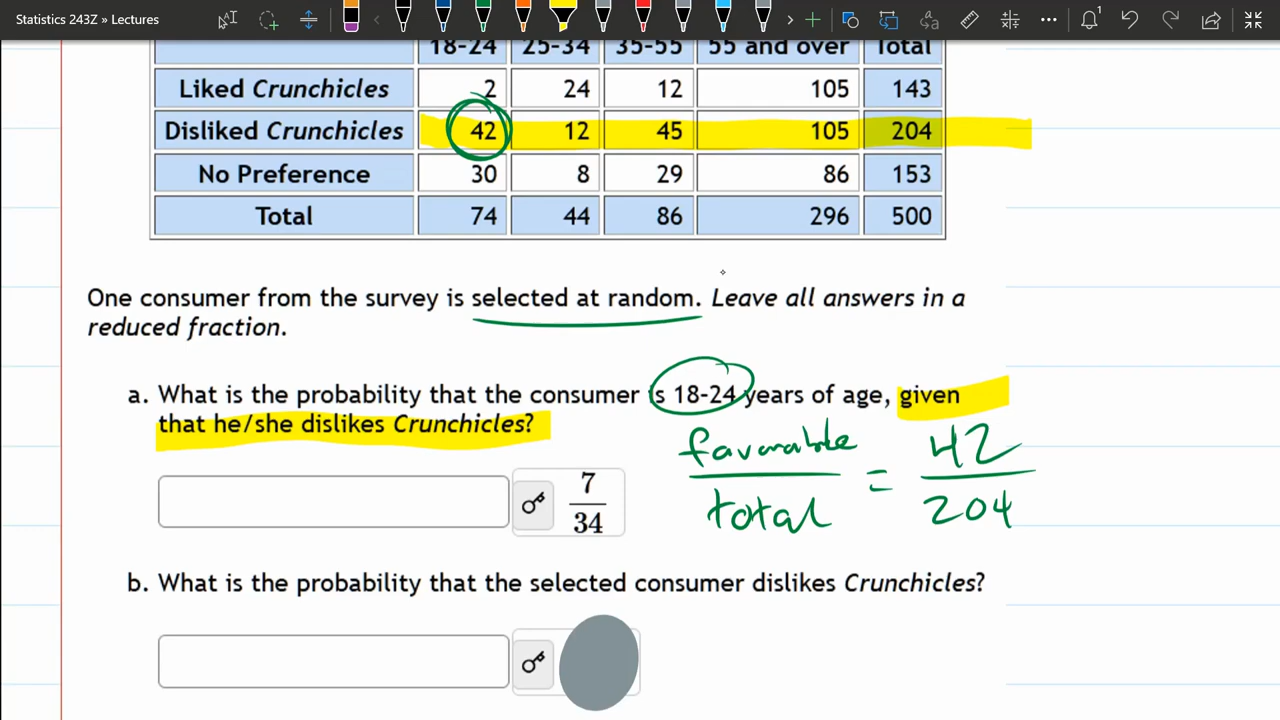 Statistics 243Z » Lectures
18-24 25-34 35-55 55 and over Total
Liked Crunchicles 2 24 12 105 143
Disliked Crunchicles 42 12 45 105 204
No Preference 30 8 29 86 153
Total 74 44 86 296 500
One consumer from the survey is selected at random. Leave all answers in a
reduced fraction.
a. What is the probability that the consumer is 18-24 years of age, given
that he/she dislikes Crunchicles?
favorable
total
=
42
204
7
34
b. What is the probability that the selected consumer dislikes Crunchicles?